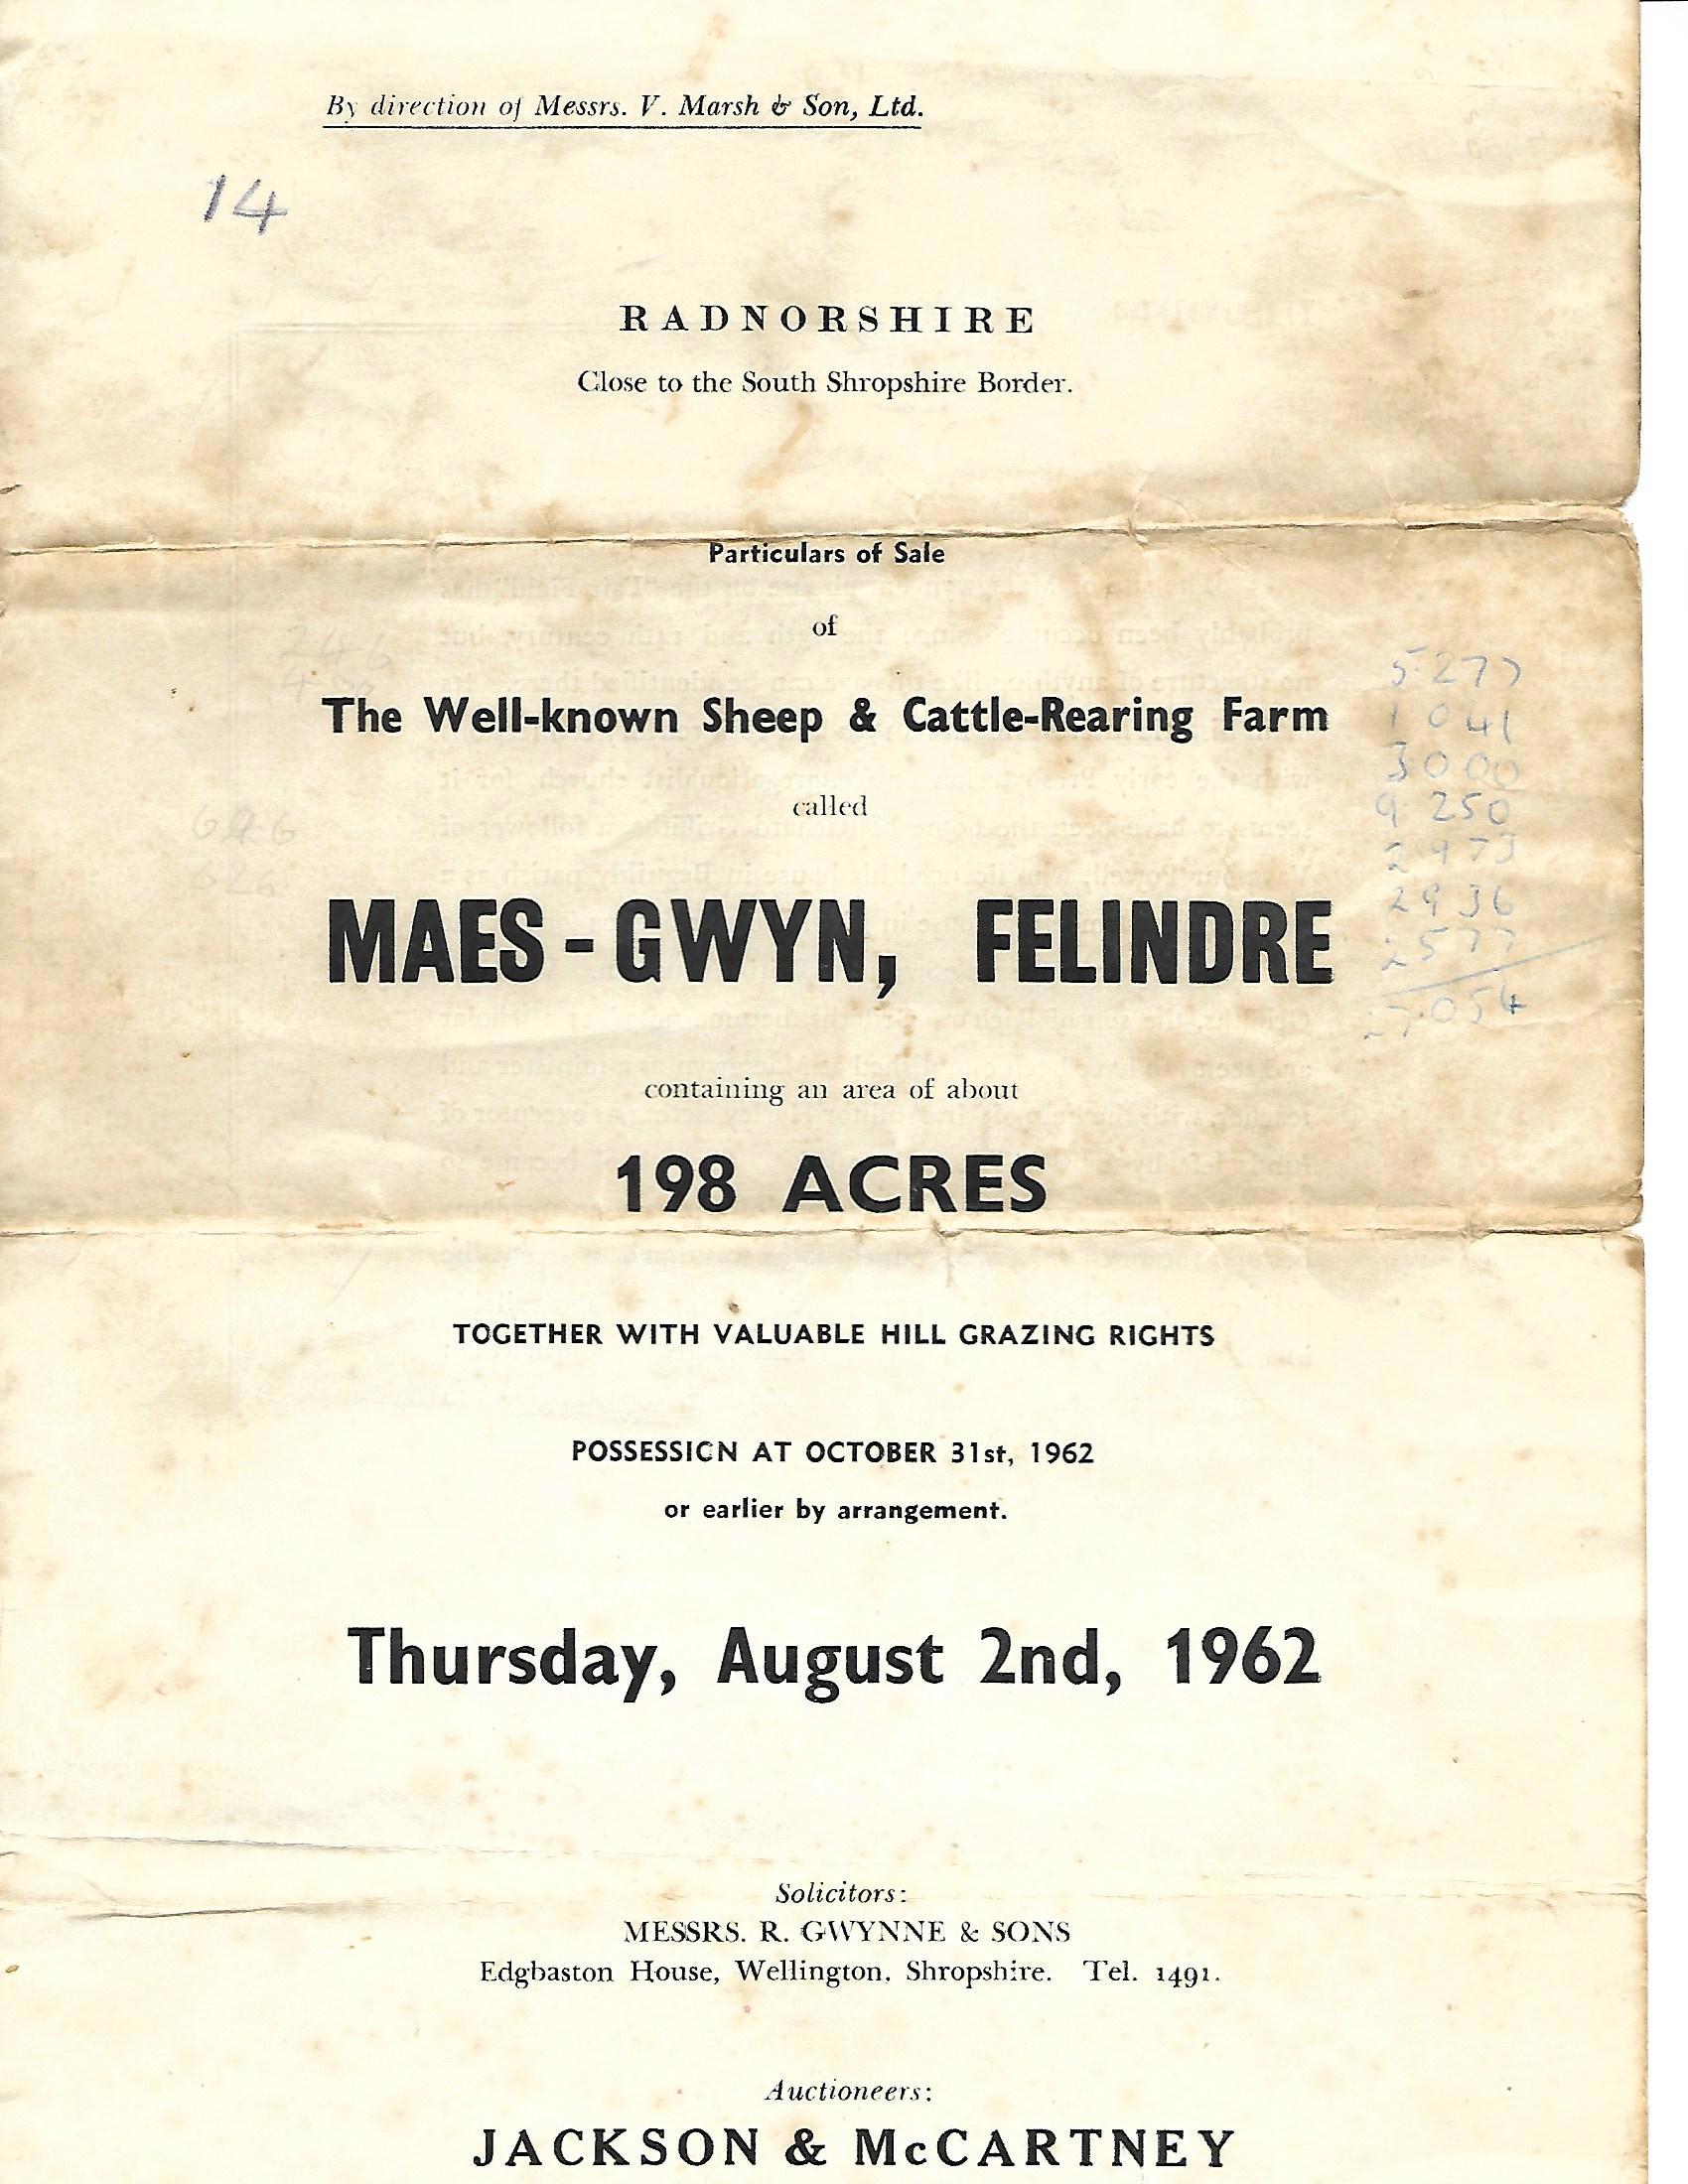 By direction of Messrs. V. Marsh & Son, Ltd.
14
RADNORSHIRE
Close to the South Shropshire Border.
Particulars of Sale
of
The Well-known Sheep & Cattle-Rearing Farm
called
MAES-GWYN, FELINDRE
containing an area of about
198 ACRES
TOGETHER WITH VALUABLE HILL GRAZING RIGHTS
POSSESSION AT OCTOBER 31st, 1962
or earlier by arrangement.
Thursday, August 2nd, 1962
Solicitors:
MESSRS. R. GWYNNE & SONS
Edgbaston House, Wellington, Shropshire. Tel. 1491.
Auctioneers:
JACKSON & McCARTNEY
5277
1041
3000
9250
2973
2936
2577